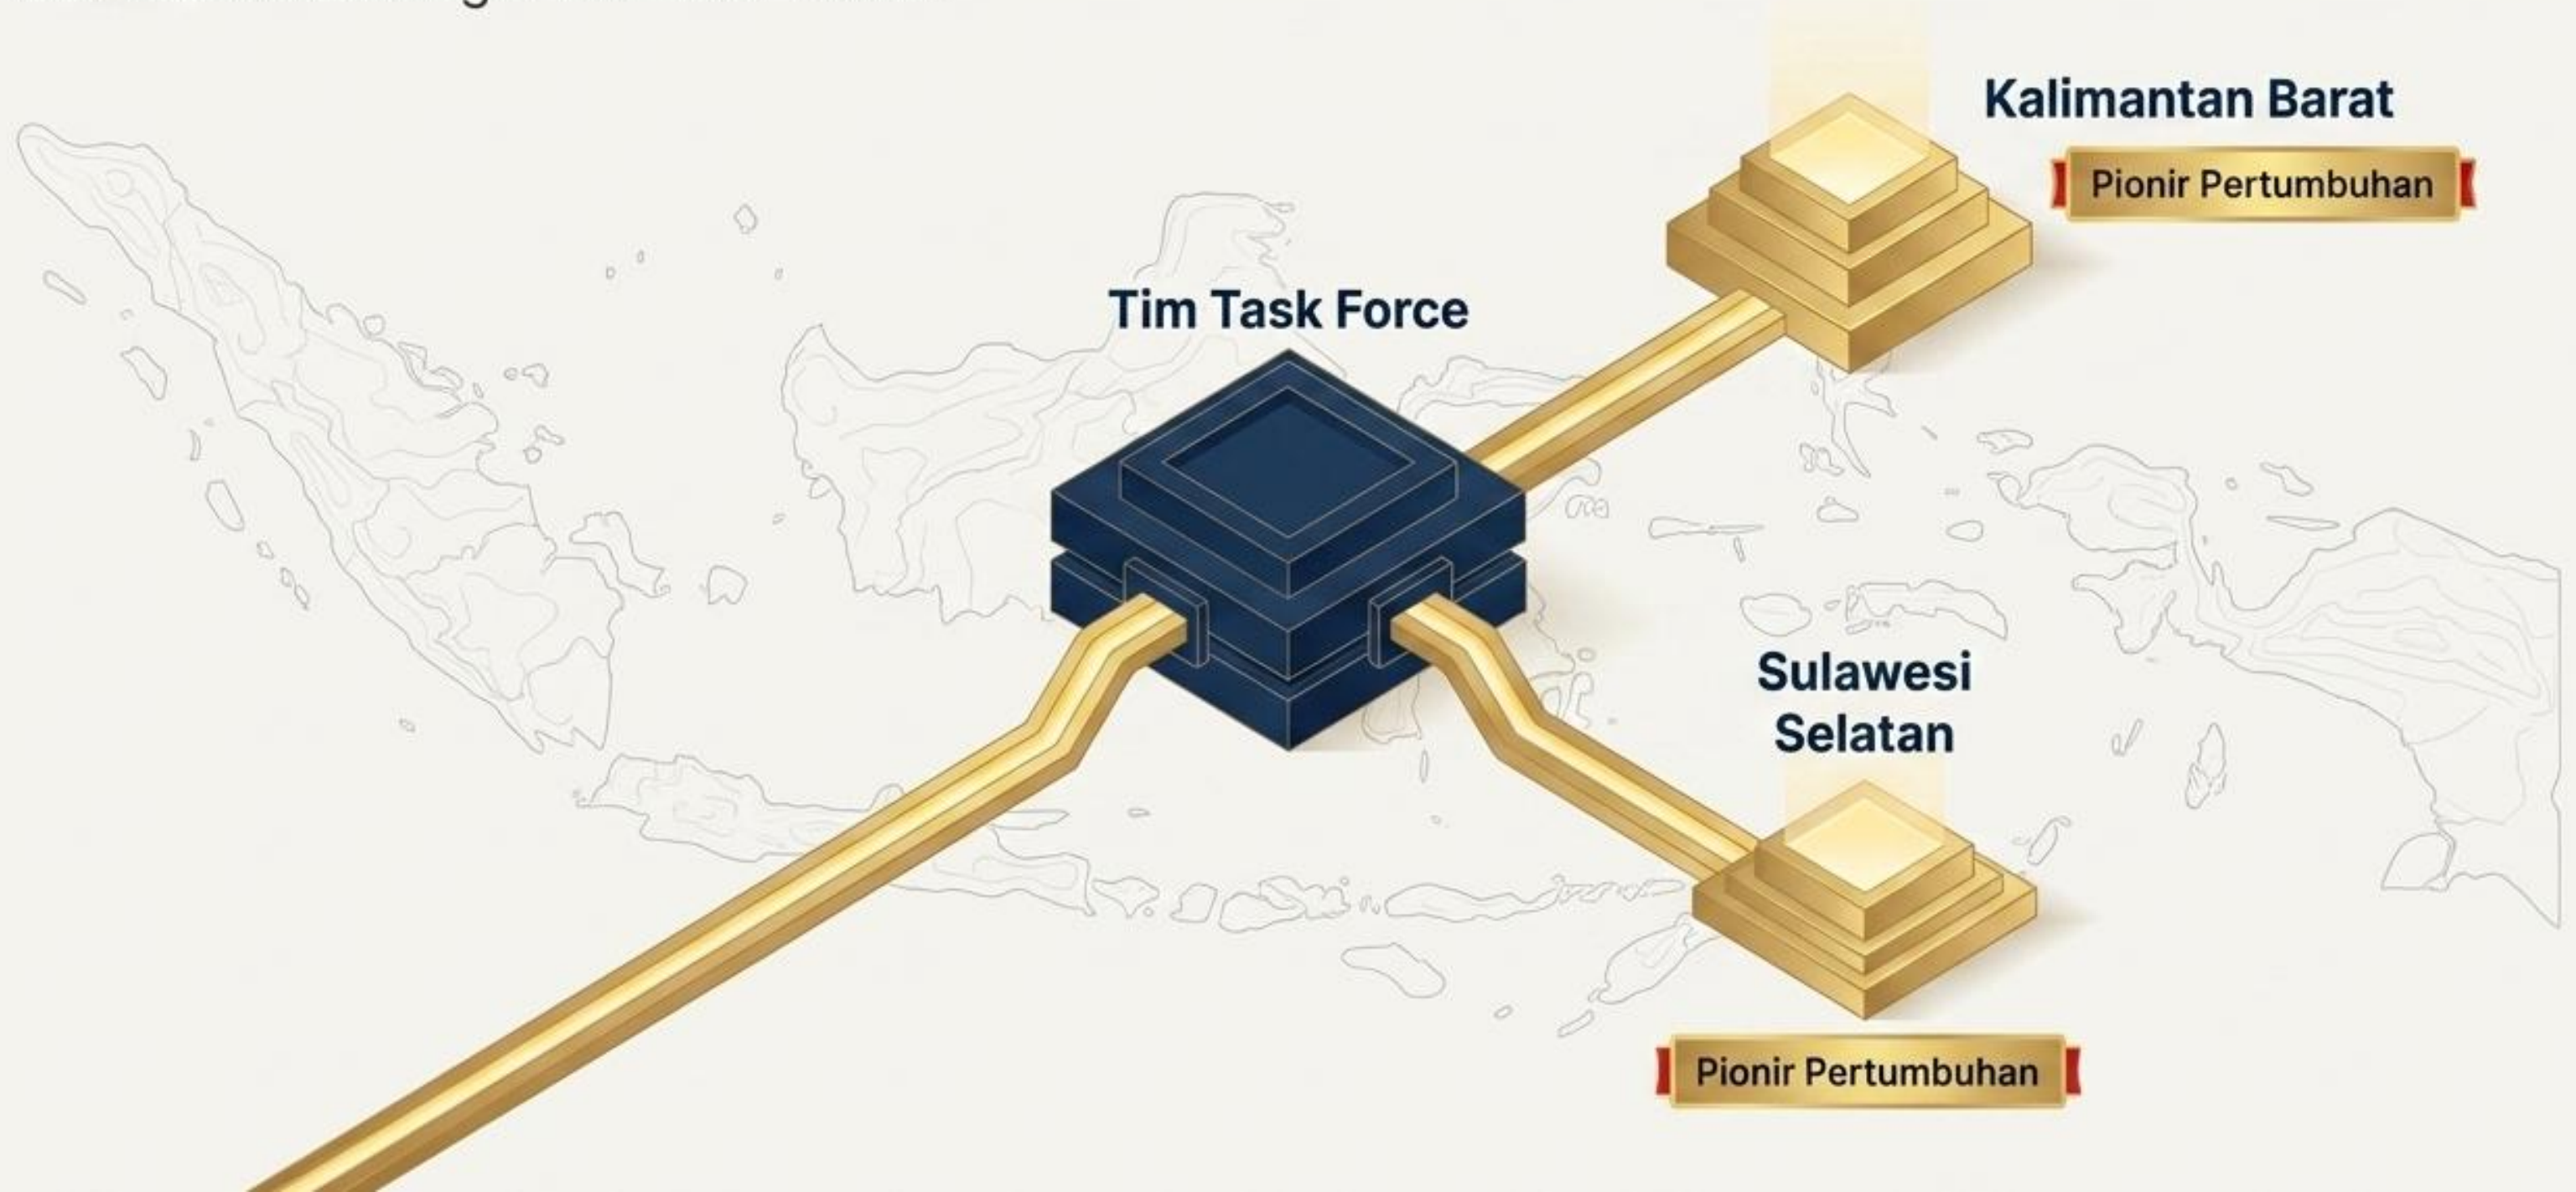 Kalimantan Barat
Pionir Pertumbuhan
Tim Task Force
Sulawesi
Selatan
Pionir Pertumbuhan